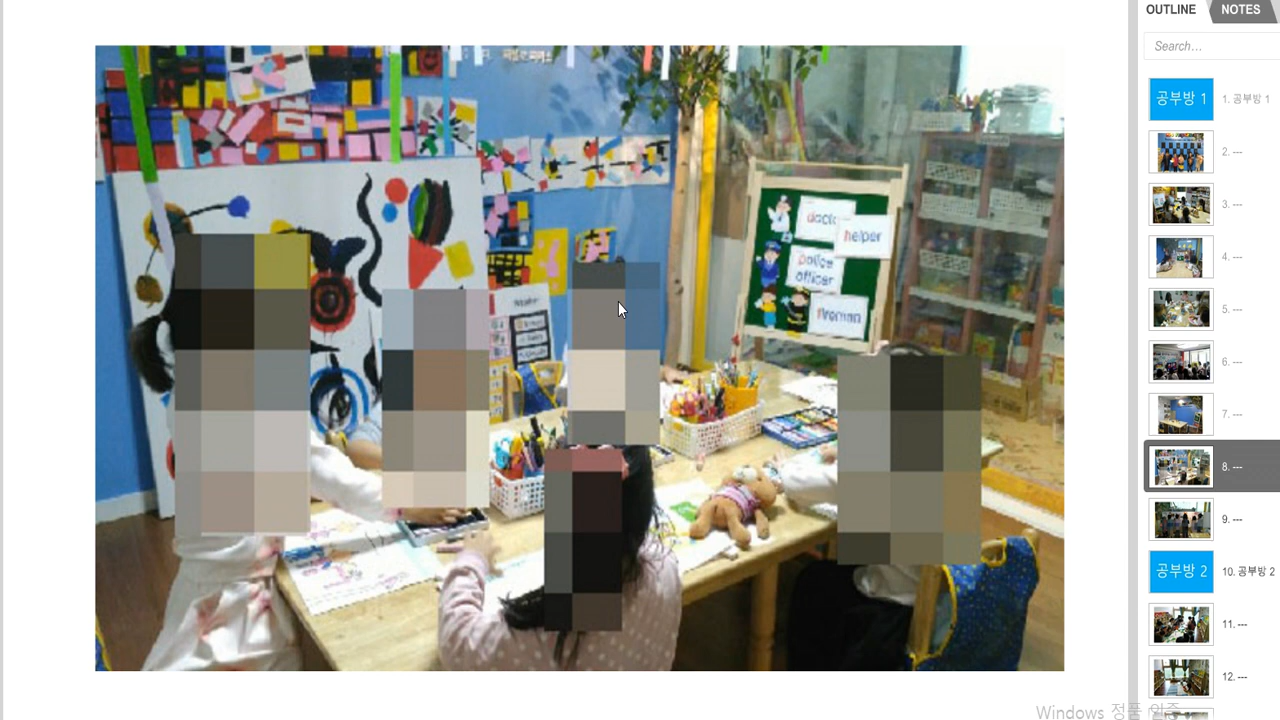 OUTLINE
NOTES
Search...
공부방 1
1. 공부방 1
2. ---
3. ---
4. ---
5. ---
6. ---
7. ---
8. ---
9. ---
공부방 2
10. 공부방 2
11. ---
12. ---
helper
police
officer
fireman
Windows 정품 인증